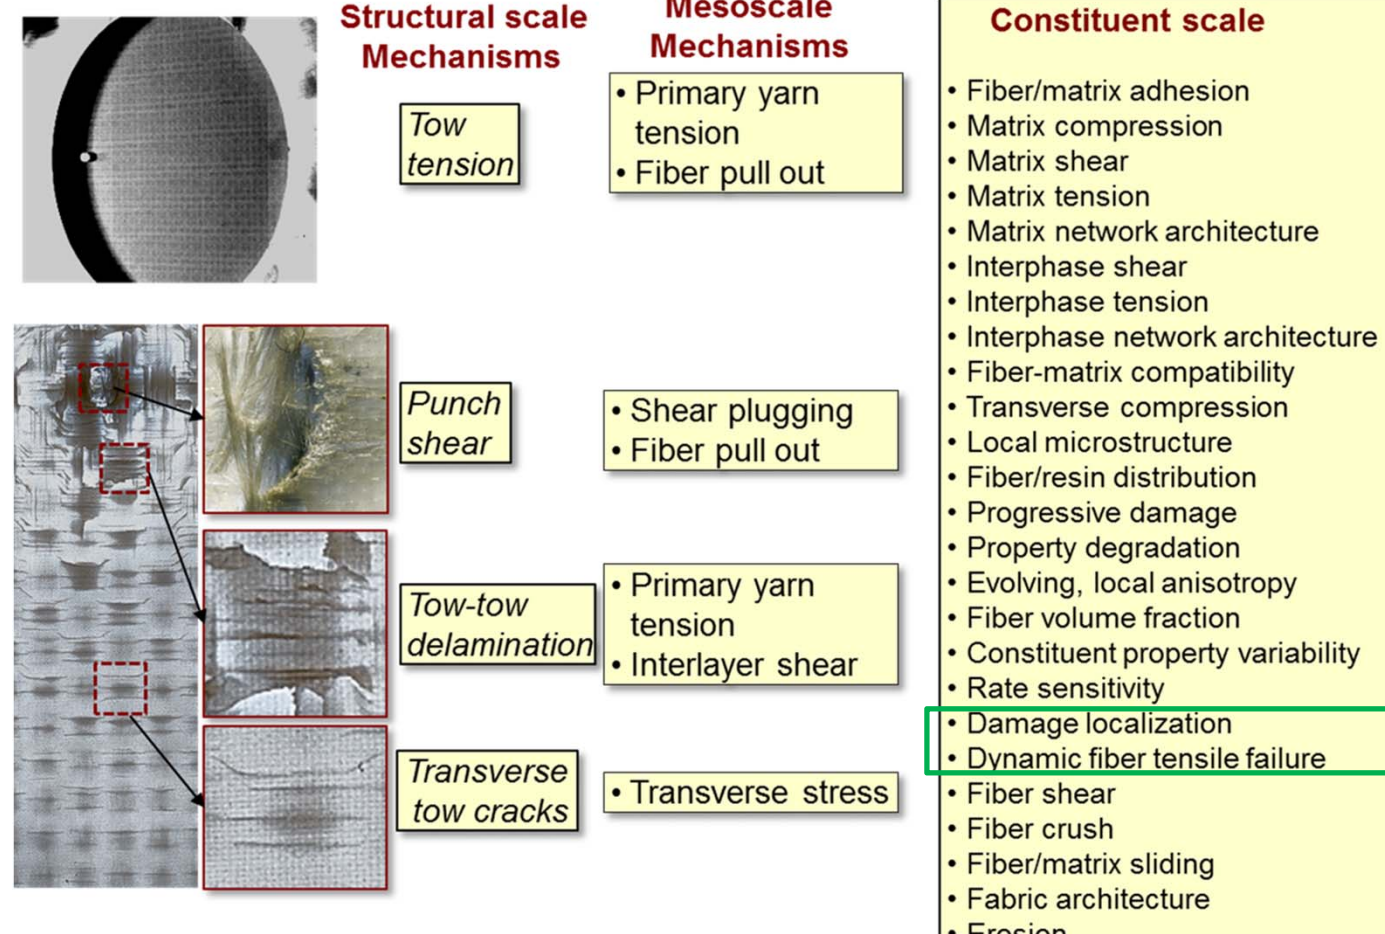 Structural scale
Mechanisms
Mesoscale
Mechanisms
Tow
tension
• Primary yarn
tension
• Fiber pull out
Punch
shear
• Shear plugging
• Fiber pull out
Tow-tow
delamination
• Primary yarn
tension
• Interlayer shear
Transverse
tow cracks
• Transverse stress
Constituent scale
• Fiber/matrix adhesion
• Matrix compression
• Matrix shear
• Matrix tension
• Matrix network architecture
• Interphase shear
• Interphase tension
• Interphase network architecture
• Fiber-matrix compatibility
• Transverse compression
• Local microstructure
• Fiber/resin distribution
• Progressive damage
• Property degradation
• Evolving, local anisotropy
• Fiber volume fraction
• Constituent property variability
• Rate sensitivity
• Damage localization
• Dynamic fiber tensile failure
• Fiber shear
• Fiber crush
• Fiber/matrix sliding
• Fabric architecture
• Erosion